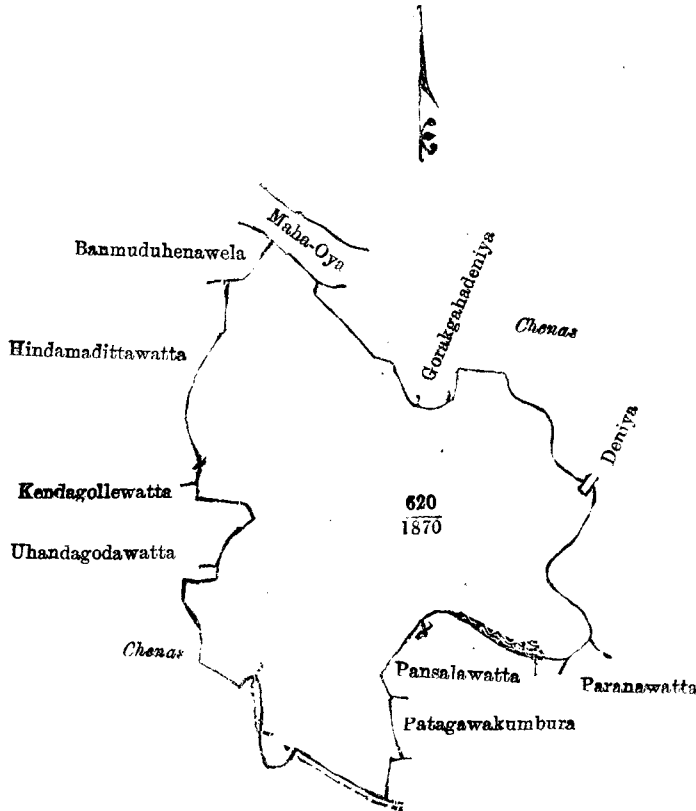 Maha-Oya
Banmuduhenawela
Gorakgahadeniya
Chenas
Hindamadittawatta
Deniya
Kendagollewatta
620
1870
Uhandagodawatta
Chenas
Pansalawatta
Paranawatta
Patagawakumbura